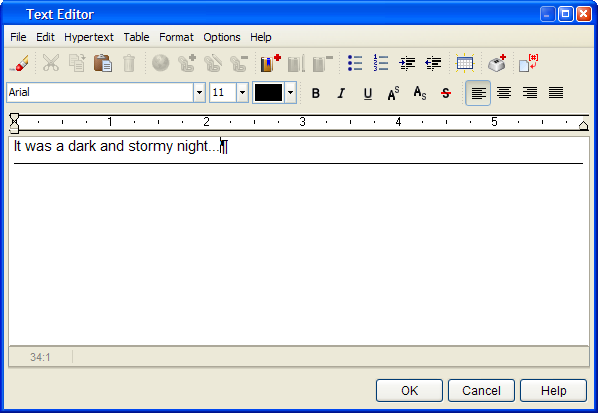 Text Editor
File Edit Hypertext Table Format Options Help
Arial 11 B I U A S A S S
1 2 3 4 5
It was a dark and stormy night...¶
34:1
OK Cancel Help